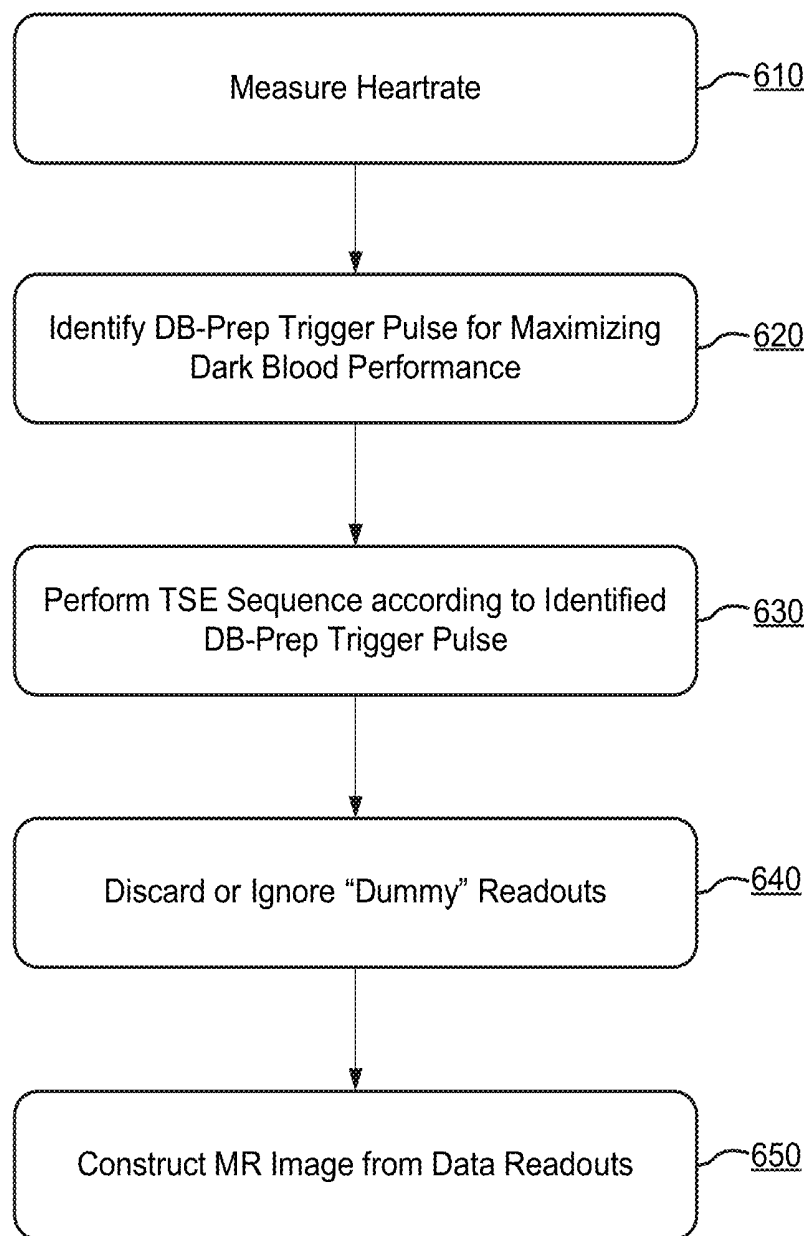 Measure Heartrate
610
Identify DB-Prep Trigger Pulse for Maximizing
Dark Blood Performance
620
Perform TSE Sequence according to Identified
DB-Prep Trigger Pulse
630
Discard or Ignore “Dummy” Readouts
640
Construct MR Image from Data Readouts
650